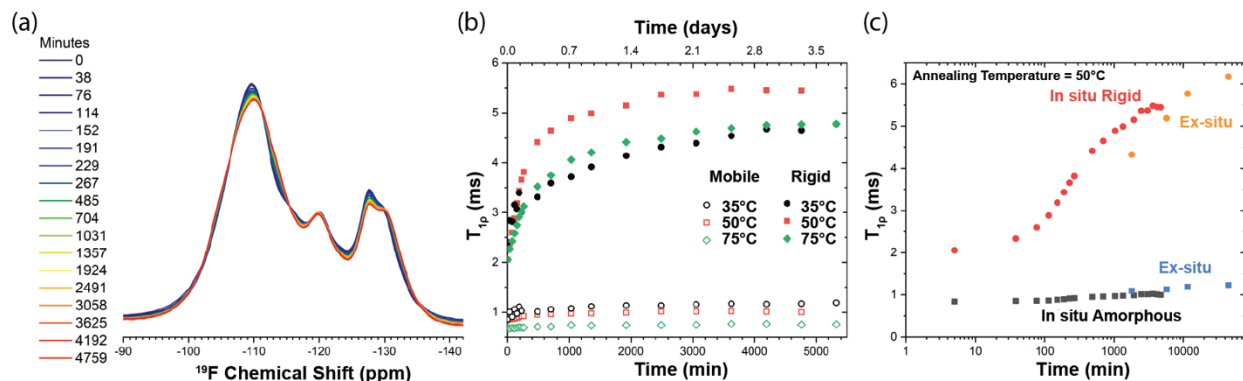 (a)
Minutes
0
38
76
114
152
191
229
267
485
704
1031
1357
1924
2491
3058
3625
4192
4759
-90 -100 -110 -120 -130 -140
¹⁹F Chemical Shift (ppm)
(b)
Time (days)
0.0 0.7 1.4 2.1 2.8 3.5
6
5
4
3
2
1
T1p (ms)
Mobile Rigid
35°C 35°C
50°C 50°C
75°C 75°C
0 1000 2000 3000 4000 5000
Time (min)
(c)
Annealing Temperature = 50°C
In situ Rigid
Ex-situ
Ex-situ
In situ Amorphous
6
5
4
3
2
1
0
T1p (ms)
1 10 100 1000 10000
Time (min)